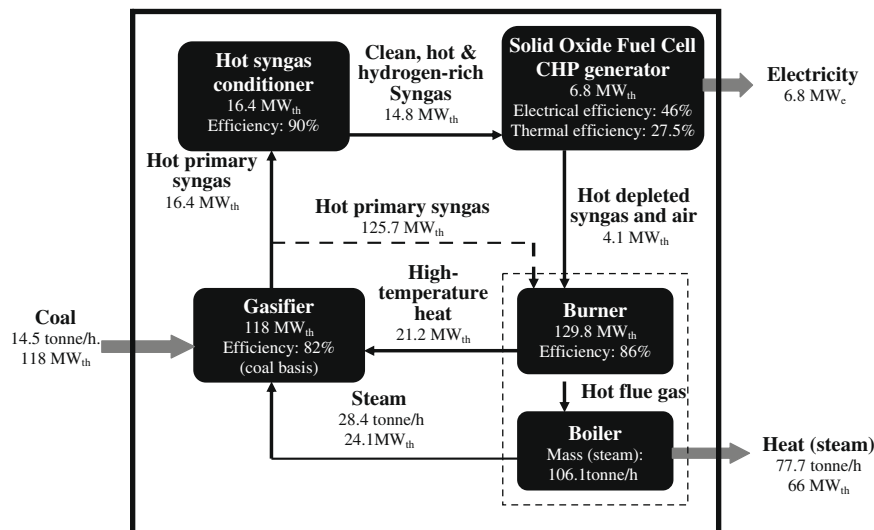 Hot syngas
conditioner
16.4 MWth
Efficiency: 90%
Clean, hot &
hydrogen-rich
Syngas
14.8 MWth
Solid Oxide Fuel Cell
CHP generator
6.8 MWth
Electrical efficiency: 46%
Thermal efficiency: 27.5%
Electricity
6.8 MWe
Hot primary
syngas
16.4 MWth
Hot primary syngas
125.7 MWth
Hot depleted
syngas and air
4.1 MWth
Coal
14.5 tonne/h.
118 MWth
Gasifier
118 MWth
Efficiency: 82%
(coal basis)
High-
temperature
heat
21.2 MWth
Burner
129.8 MWth
Efficiency: 86%
Hot flue gas
Steam
28.4 tonne/h
24.1MWth
Boiler
Mass (steam):
106.1tonne/h
Heat (steam)
77.7 tonne/h
66 MWth